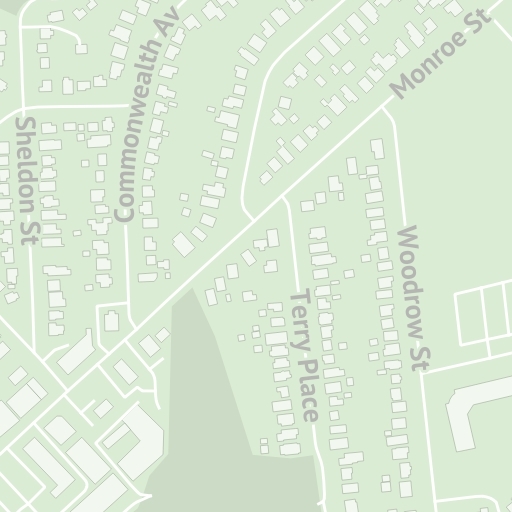 Commonwealth Av
Monroe St
Sheldon St
Woodrow St
Terry Place